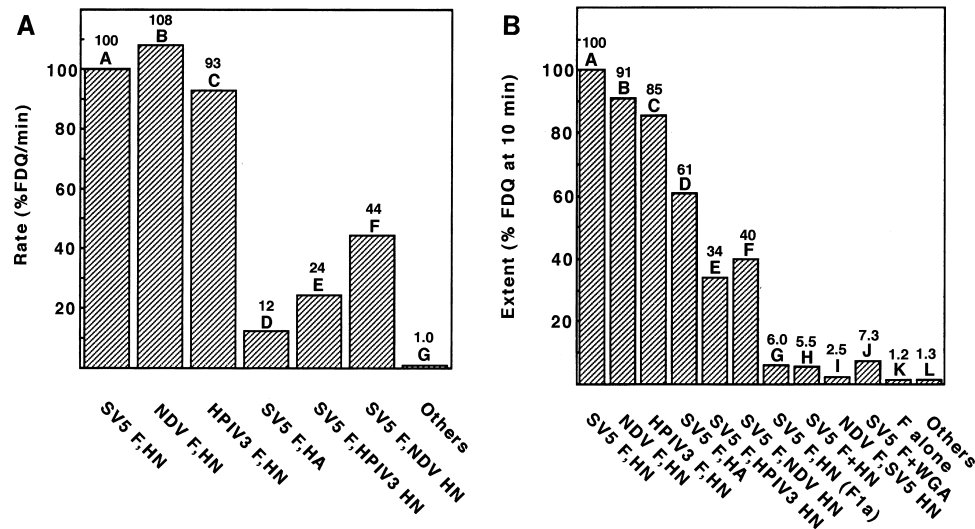 A
Rate (%FDQ/min)
100
80
60
40
20
100
A
108
B
93
C
12
D
24
E
44
F
1.0
G
SV5 F,HN
NDV F,HN
HPIV3 F,HN
SV5 F,HA
SV5 F,HPIV3 HN
SV5 F,NDV HN
Others
B
Extent (% FDQ at 10 min)
100
80
60
40
20
100
A
91
B
85
C
61
D
34
E
40
F
6.0
G
5.5
H
2.5
I
7.3
J
1.2
K
1.3
L
SV5 F,HN
NDV F,HN
HPIV3 F,HN
SV5 F,HA
SV5 F,HPIV3 HN
SV5 F,NDV HN
SV5 F,HN (F1a)
SV5 F+HN
NDV F,SV5 HN
SV5 F+WGA
F alone
Others